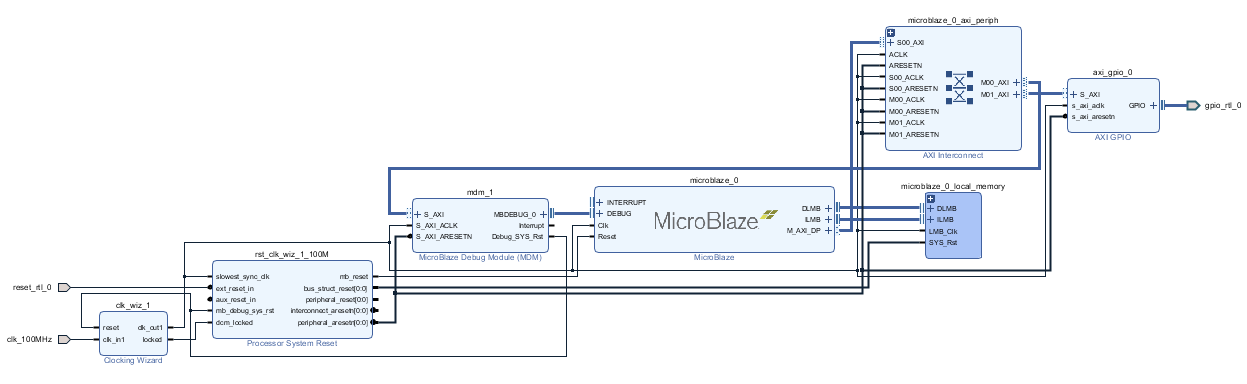 microblaze_0_axi_periph
S00_AXI
ACLK
ARESETN
S00_ACLK
S00_ARESETN
M00_ACLK
M00_ARESETN
M01_ACLK
M01_ARESETN
M00_AXI
M01_AXI
AXI Interconnect
axi_gpio_0
S_AXI
s_axi_aclk
s_axi_aresetn
GPIO
AXI GPIO
gpio_rtl_0
mdm_1
S_AXI
S_AXI_ACLK
S_AXI_ARESETN
MBDEBUG_0
Interrupt
Debug_SYS_Rst
MicroBlaze Debug Module (MDM)
microblaze_0
INTERRUPT
DEBUG
Clk
Reset
MicroBlaze
DLMB
ILMB
M_AXI_DP
MicroBlaze
microblaze_0_local_memory
DLMB
ILMB
LMB_Clk
SYS_Rst
rst_clk_wiz_1_100M
slowest_sync_clk
ext_reset_in
aux_reset_in
mb_debug_sys_rst
dcm_locked
mb_reset
bus_struct_reset[0:0]
peripheral_reset[0:0]
interconnect_aresetn[0:0]
peripheral_aresetn[0:0]
Processor System Reset
reset_rtl_0
clk_100MHz
clk_wiz_1
reset
clk_in1
clk_out1
locked
Clocking Wizard